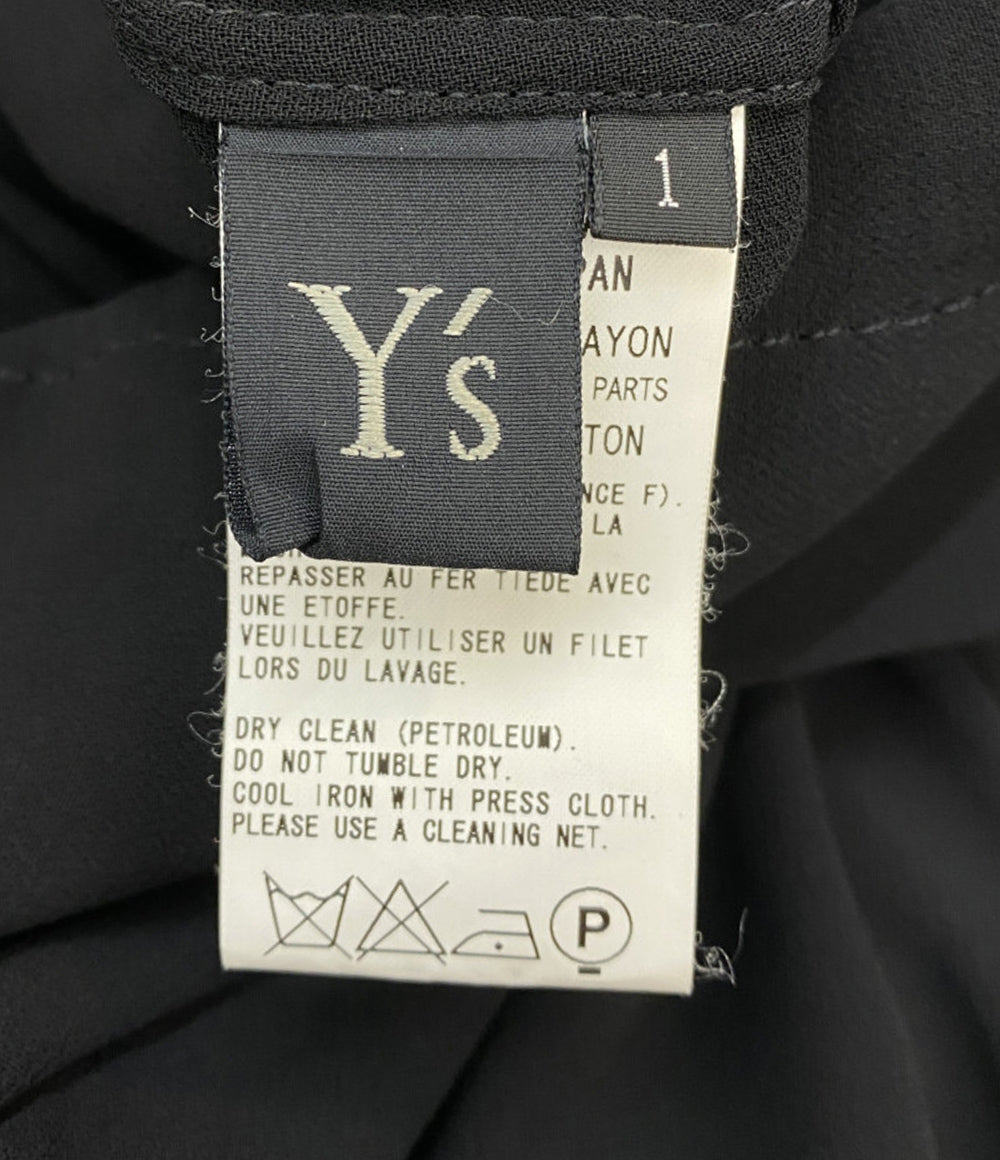 Y's
1
PAN
AYON
PARTS
TON
NCE F).
LA
REPASSER AU FER TIEDE AVEC
UNE ETOFFE.
VEUILLEZ UTILISER UN FILET
LORS DU LAVAGE.
DRY CLEAN (PETROLEUM).
DO NOT TUMBLE DRY.
COOL IRON WITH PRESS CLOTH.
PLEASE USE A CLEANING NET.
P